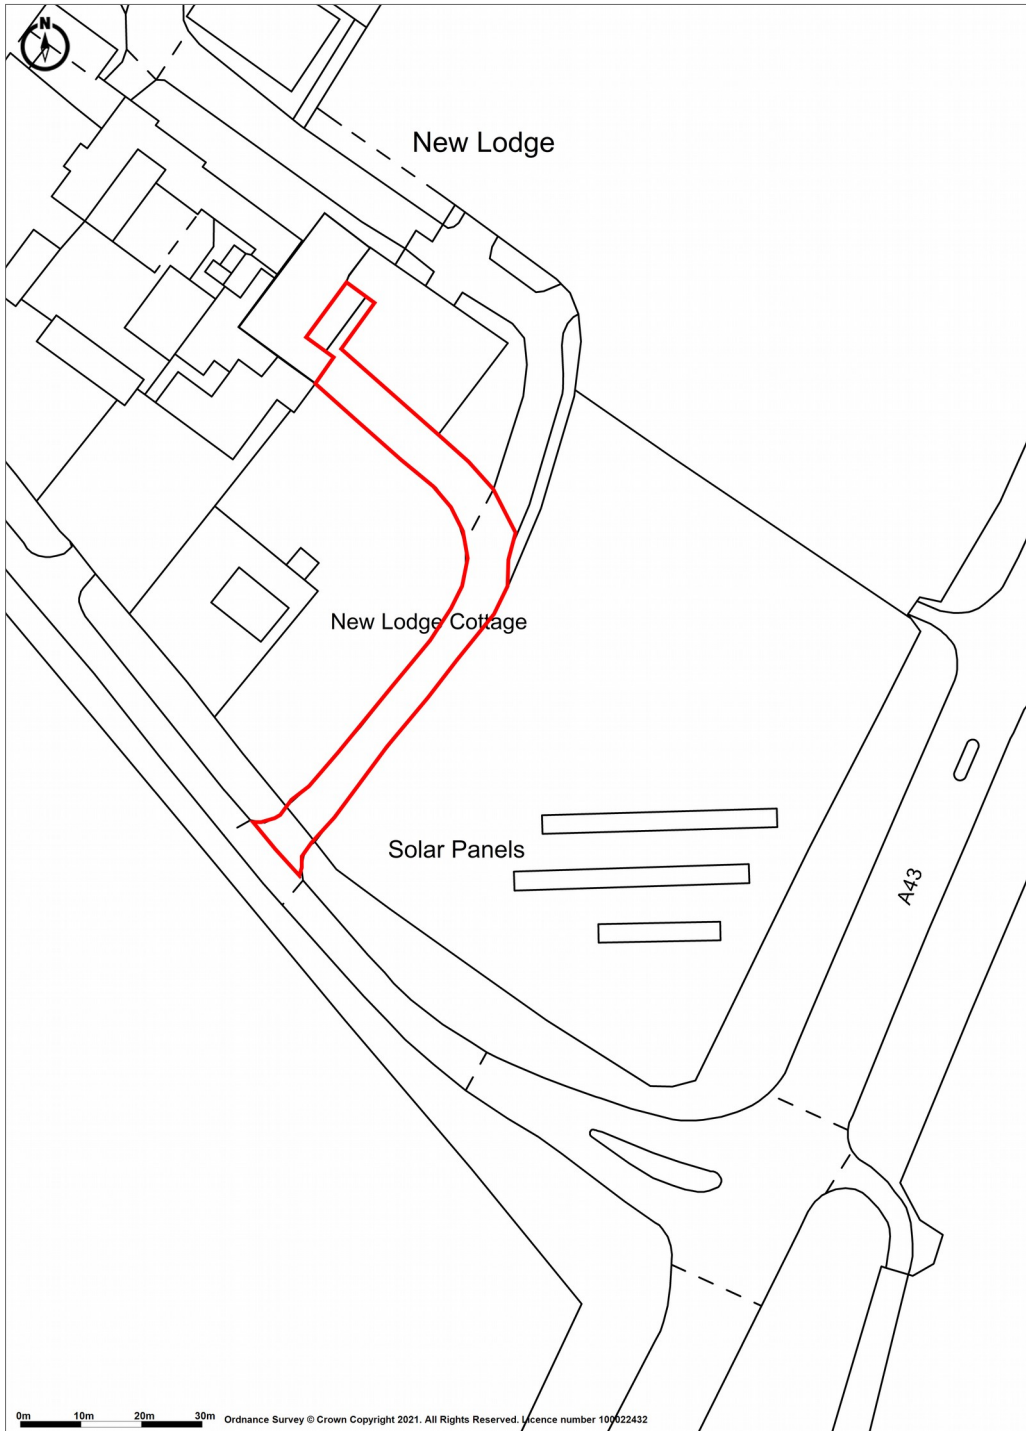 N
New Lodge
New Lodge Cottage
Solar Panels
A43
0m 10m 20m 30m
Ordnance Survey © Crown Copyright 2021. All Rights Reserved. Licence number 100022432